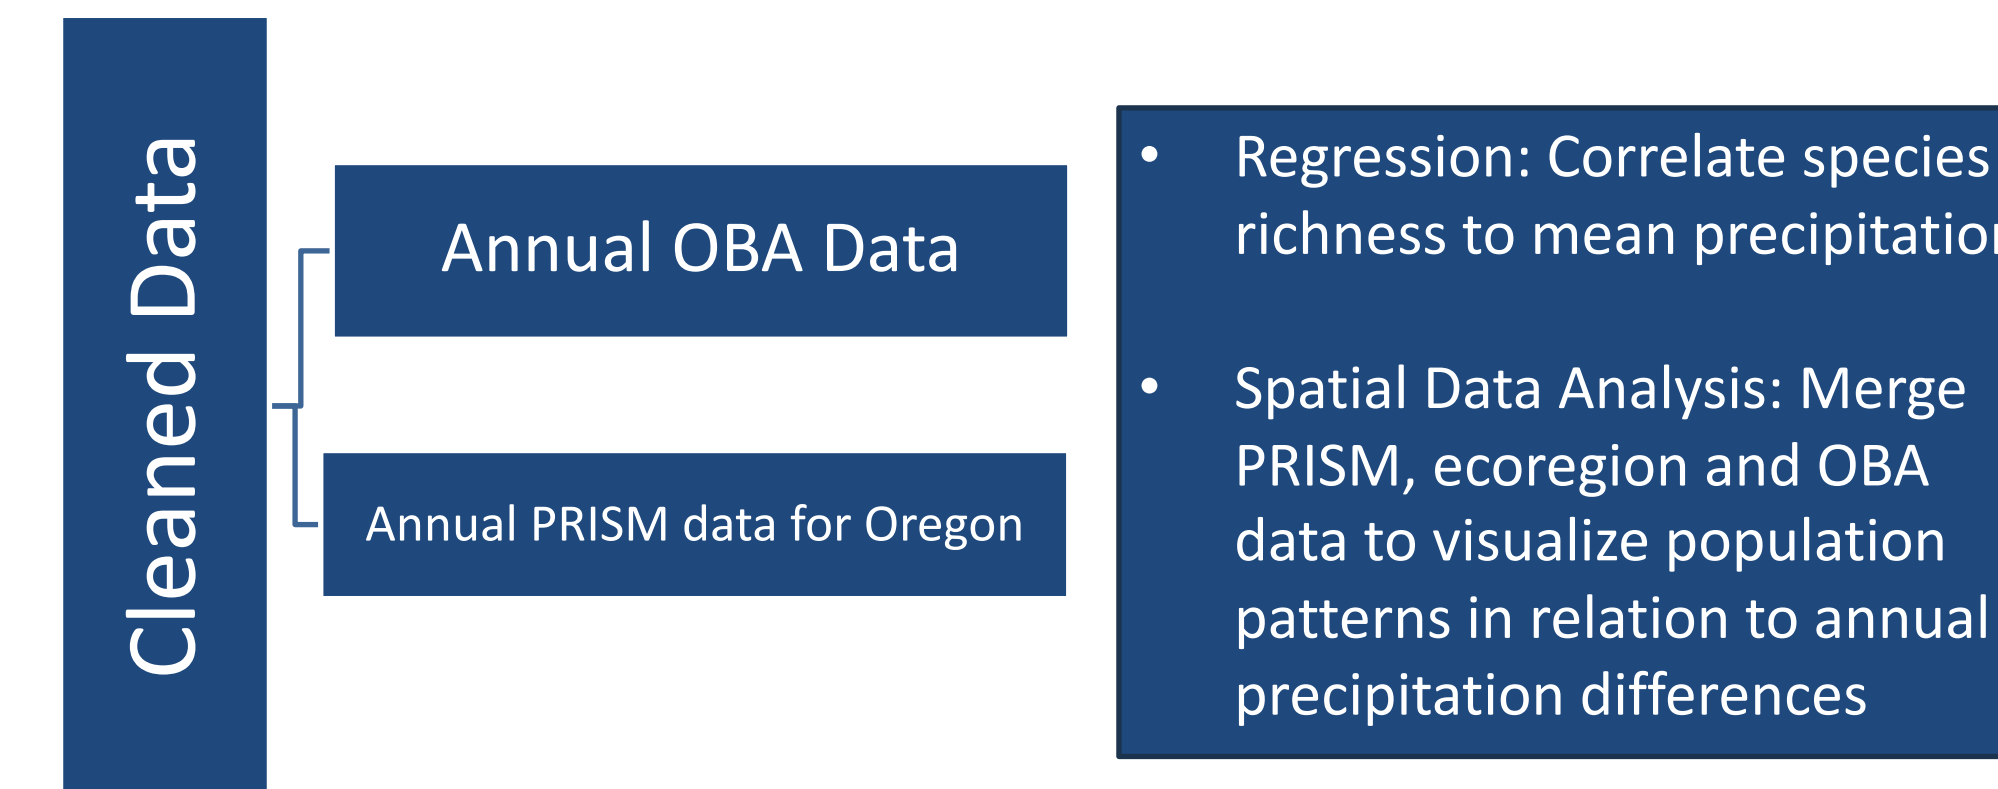 Cleaned Data
Annual OBA Data
Annual PRISM data for Oregon
• Regression: Correlate species
richness to mean precipitation
• Spatial Data Analysis: Merge
PRISM, ecoregion and OBA
data to visualize population
patterns in relation to annual
precipitation differences